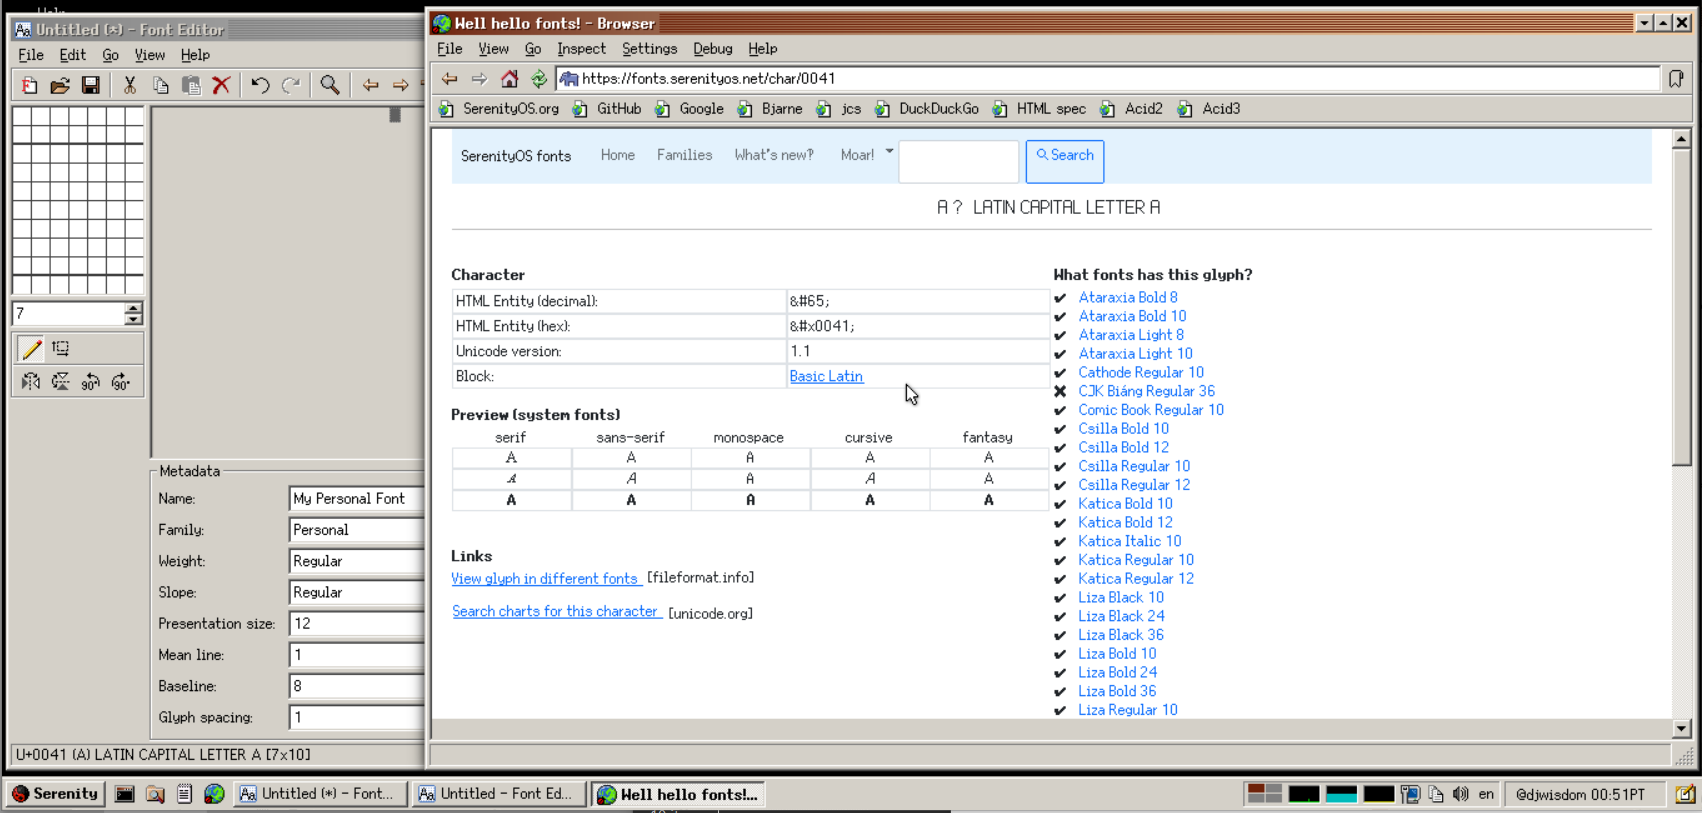 Untitled (*) - Font Editor
File Edit Go View Help
7
90°
90°
Metadata
Name: My Personal Font
Family: Personal
Weight: Regular
Slope: Regular
Presentation size: 12
Mean line: 1
Baseline: 8
Glyph spacing: 1
U+0041 (A) LATIN CAPITAL LETTER A [7x10]
Well hello fonts! - Browser
File View Go Inspect Settings Debug Help
https://fonts.serenityos.net/char/0041
SerenityOS.org GitHub Google Bjarne jcs DuckDuckGo HTML spec Acid2 Acid3
SerenityOS fonts Home Families What's new? Moar! Search
A ? LATIN CAPITAL LETTER A
Character
HTML Entity (decimal): &#65;
HTML Entity (hex): &#x0041;
Unicode version: 1.1
Block: Basic Latin
Preview (system fonts)
serif sans-serif monospace cursive fantasy
A A A A A
A A A A A
A A A A A
Links
View glyph in different fonts [fileformat.info]
Search charts for this character [unicode.org]
What fonts has this glyph?
✔ Ataraxia Bold 8
✔ Ataraxia Bold 10
✔ Ataraxia Light 8
✔ Ataraxia Light 10
✔ Cathode Regular 10
✖ CJK Biáng Regular 36
✔ Comic Book Regular 10
✔ Csilla Bold 10
✔ Csilla Bold 12
✔ Csilla Regular 10
✔ Csilla Regular 12
✔ Katica Bold 10
✔ Katica Bold 12
✔ Katica Italic 10
✔ Katica Regular 10
✔ Katica Regular 12
✔ Liza Black 10
✔ Liza Black 24
✔ Liza Black 36
✔ Liza Bold 10
✔ Liza Bold 24
✔ Liza Bold 36
✔ Liza Regular 10
Serenity Untitled (*) - Font... Untitled - Font Ed... Well hello fonts!... en @djwisdom 00:51PT